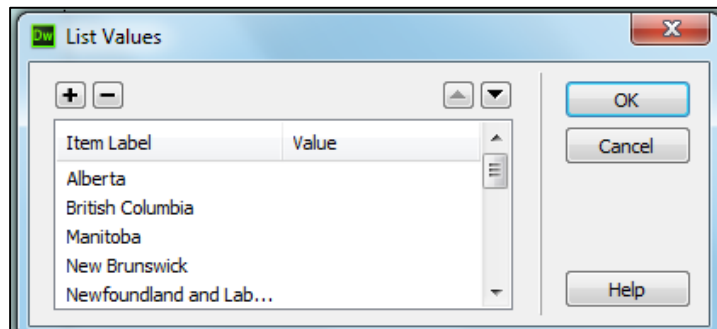 Dw List Values
+ −
OK
Item Label Value
Cancel
Alberta
British Columbia
Manitoba
New Brunswick
Newfoundland and Lab...
Help